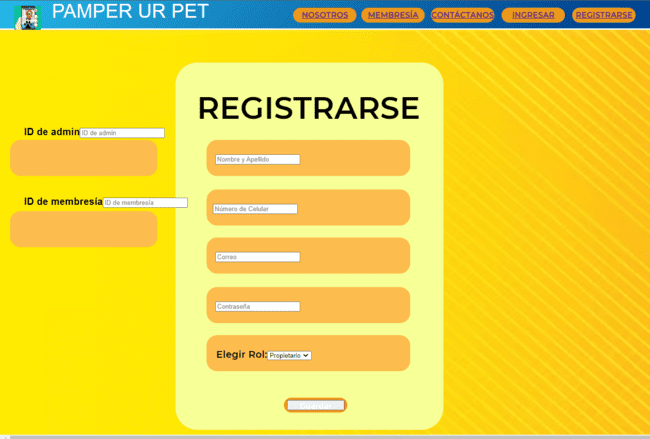 PAMPER UR PET
NOSOTROS
MEMBRESÍA
CONTÁCTANOS
INGRESAR
REGISTRARSE
REGISTRARSE
ID de admin
ID de admin
Nombre y Apellido
ID de membresía
ID de membresía
Número de Celular
Correo
Contraseña
Elegir Rol:
Propietario